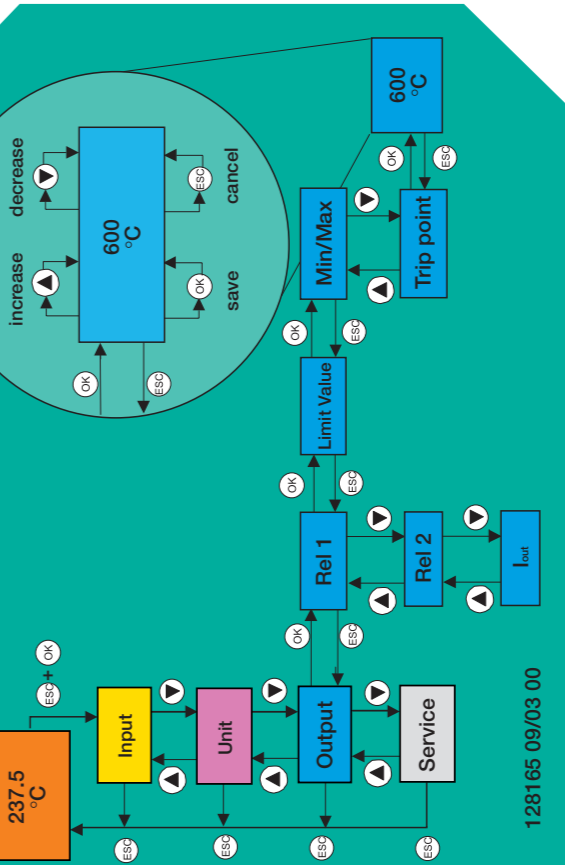 237.5
°C
ESC + OK
Input
Unit
Output
Service
ESC
ESC
ESC
ESC
OK
ESC
Rel 1
Rel 2
Iout
OK
ESC
Limit Value
OK
ESC
Min/Max
Trip point
OK
ESC
600
°C
increase
decrease
OK
ESC
600
°C
OK
ESC
save
cancel
128165 09/03 00